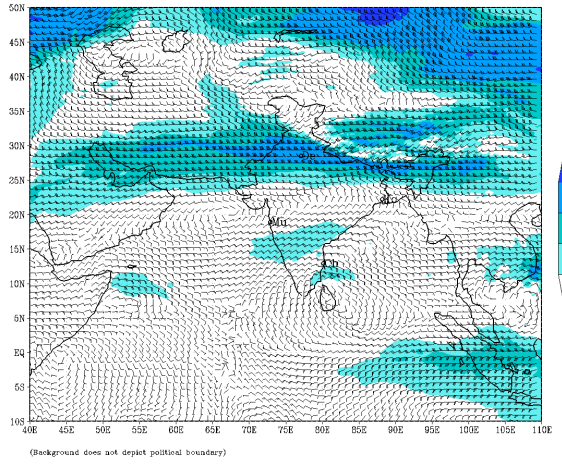 50N
45N
40N
35N
30N
25N
20N
Mu
15N
10N
5N
EQ
5S
10S
40E 45E 50E 55E 60E 65E 70E 75E 80E 85E 90E 95E 100E 105E 110E
(Background does not depict political boundary)